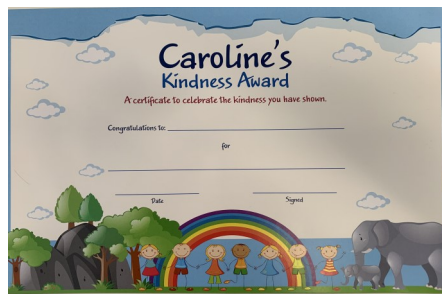 Caroline's
Kindness Award
A certificate to celebrate the kindness you have shown.
Congratulations to:
for
Date
Signed